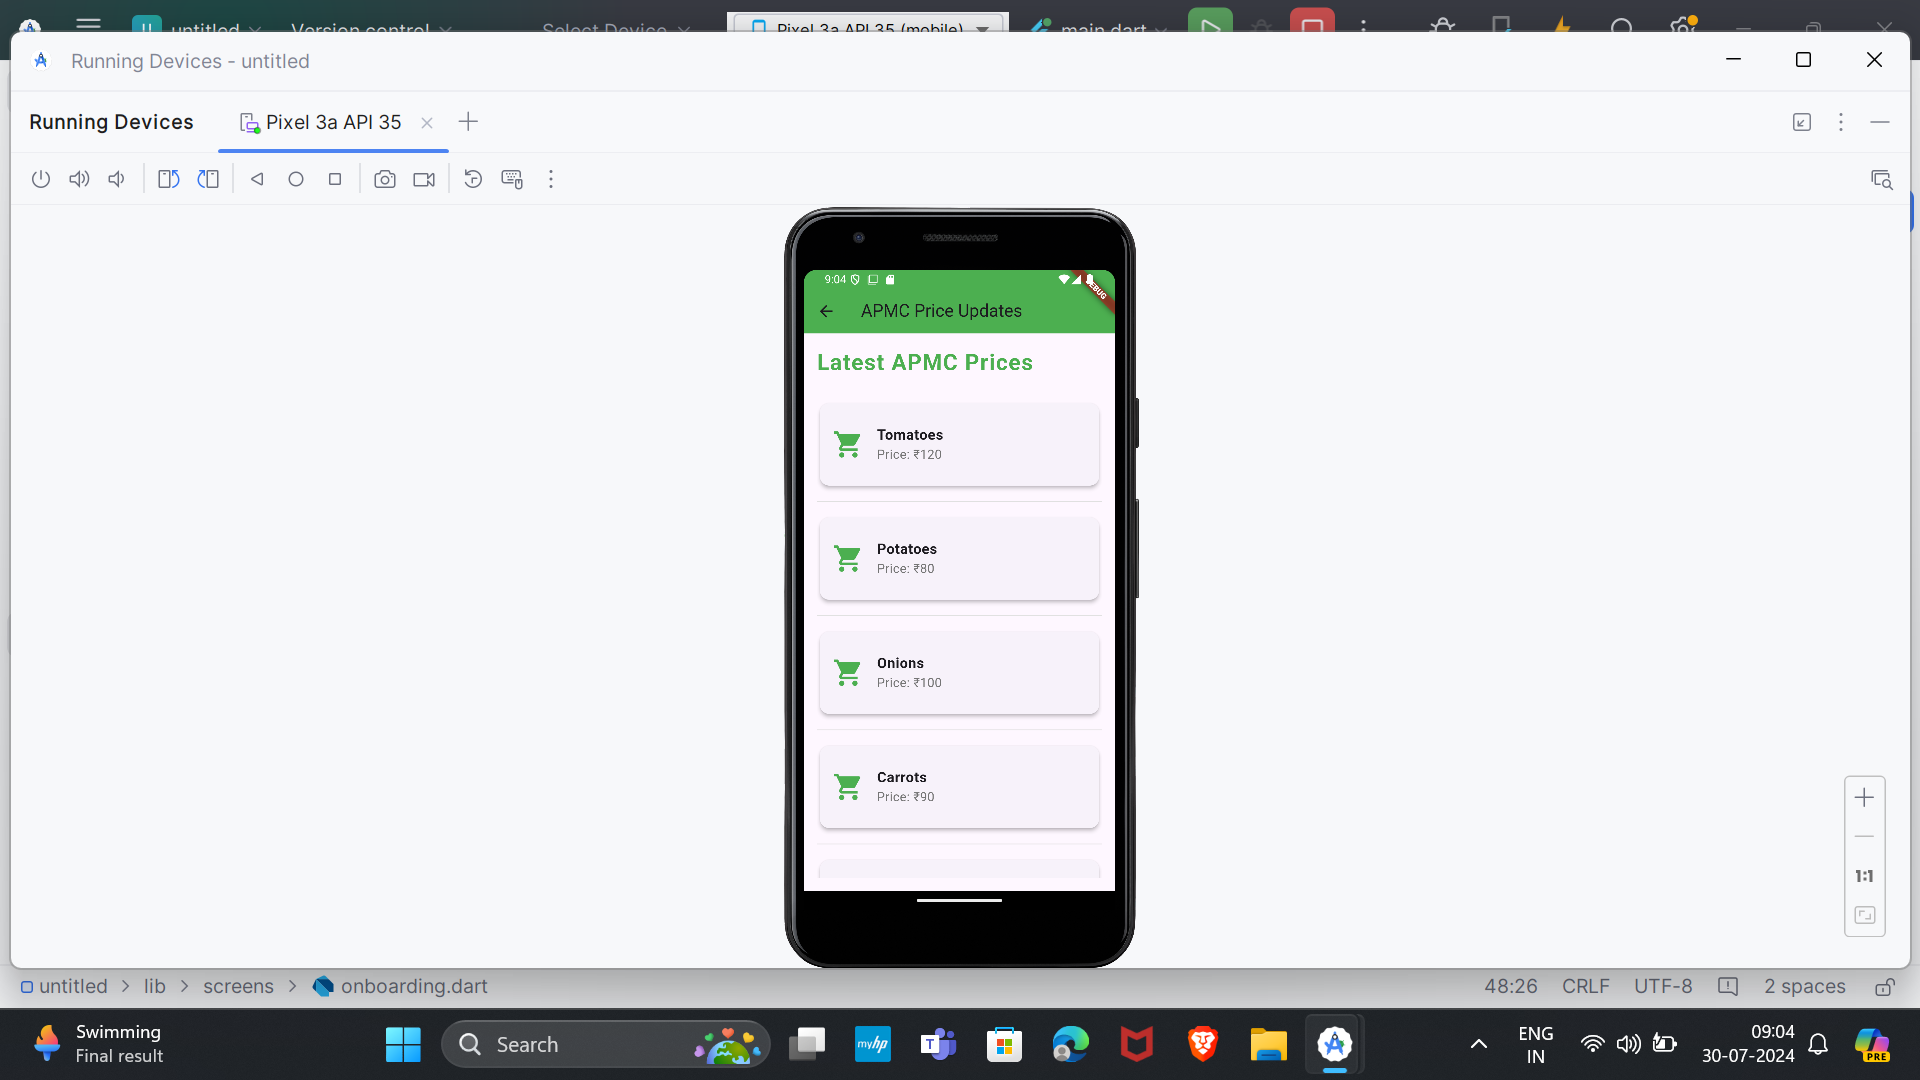 untitled Version control Select Device Pixel 3a API 35 (mobile) main.dart
Running Devices - untitled
Running Devices Pixel 3a API 35
9:04
DEBUG
APMC Price Updates
Latest APMC Prices
Tomatoes
Price: ₹120
Potatoes
Price: ₹80
Onions
Price: ₹100
Carrots
Price: ₹90
1:1
untitled > lib > screens > onboarding.dart 48:26 CRLF UTF-8 2 spaces
Swimming
Final result
Search
myhp
T
ENG
IN
09:04
30-07-2024
PRE